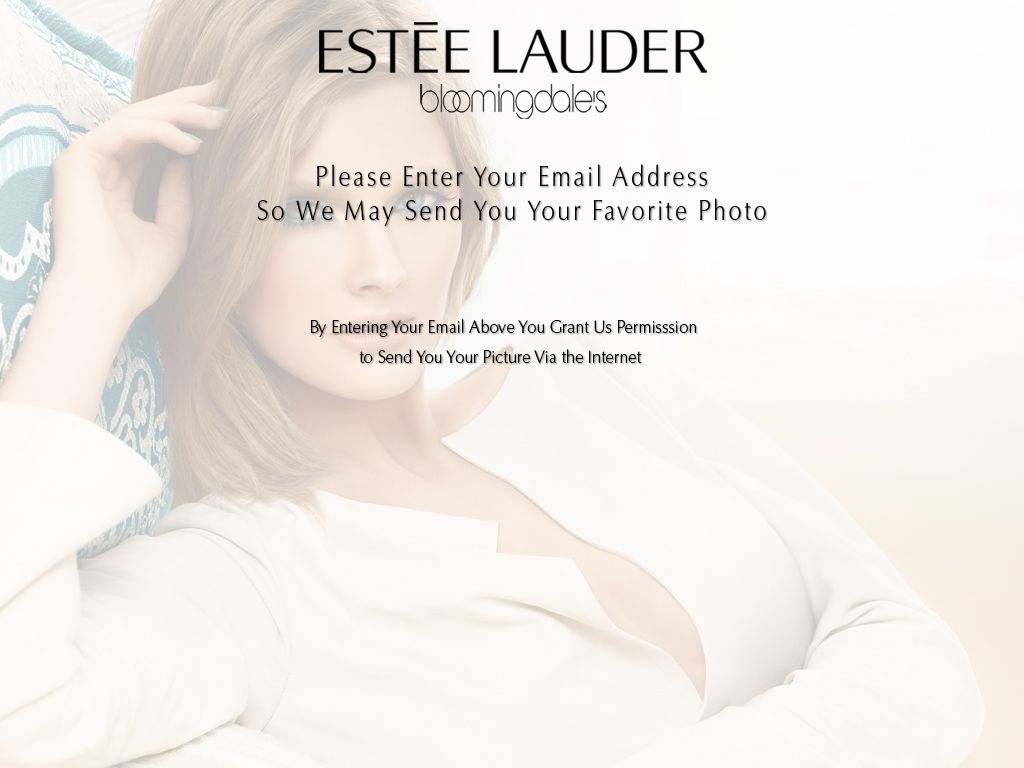 ESTĒE LAUDER
bloomingdale's
Please Enter Your Email Address
So We May Send You Your Favorite Photo
By Entering Your Email Above You Grant Us Permisssion
to Send You Your Picture Via the Internet